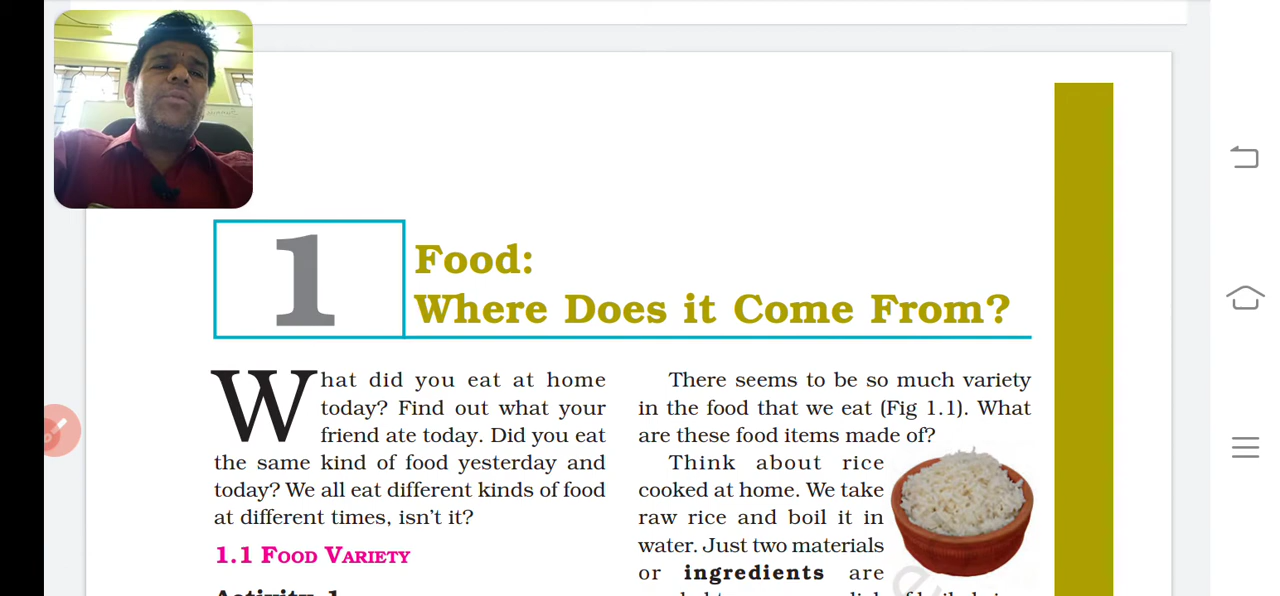 1
Food:
Where Does it Come From?
What did you eat at home
today? Find out what your
friend ate today. Did you eat
the same kind of food yesterday and
today? We all eat different kinds of food
at different times, isn't it?
1.1 FOOD VARIETY
There seems to be so much variety
in the food that we eat (Fig 1.1). What
are these food items made of?
Think about rice
cooked at home. We take
raw rice and boil it in
water. Just two materials
or ingredients are